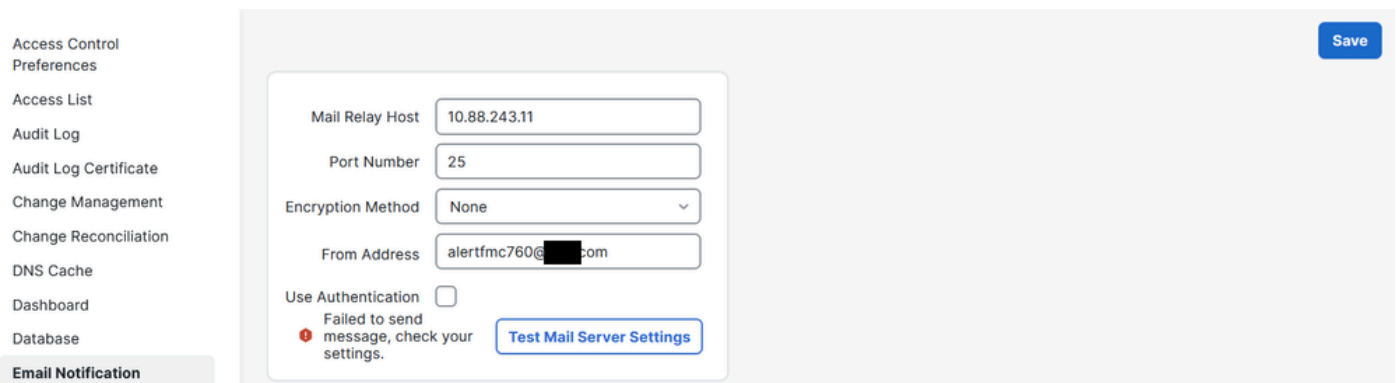 Access Control
Preferences
Access List
Audit Log
Audit Log Certificate
Change Management
Change Reconciliation
DNS Cache
Dashboard
Database
Email Notification
Save
Mail Relay Host
10.88.243.11
Port Number
25
Encryption Method
None
From Address
alertfmc760@ com
Use Authentication
Failed to send
message, check your
settings.
Test Mail Server Settings